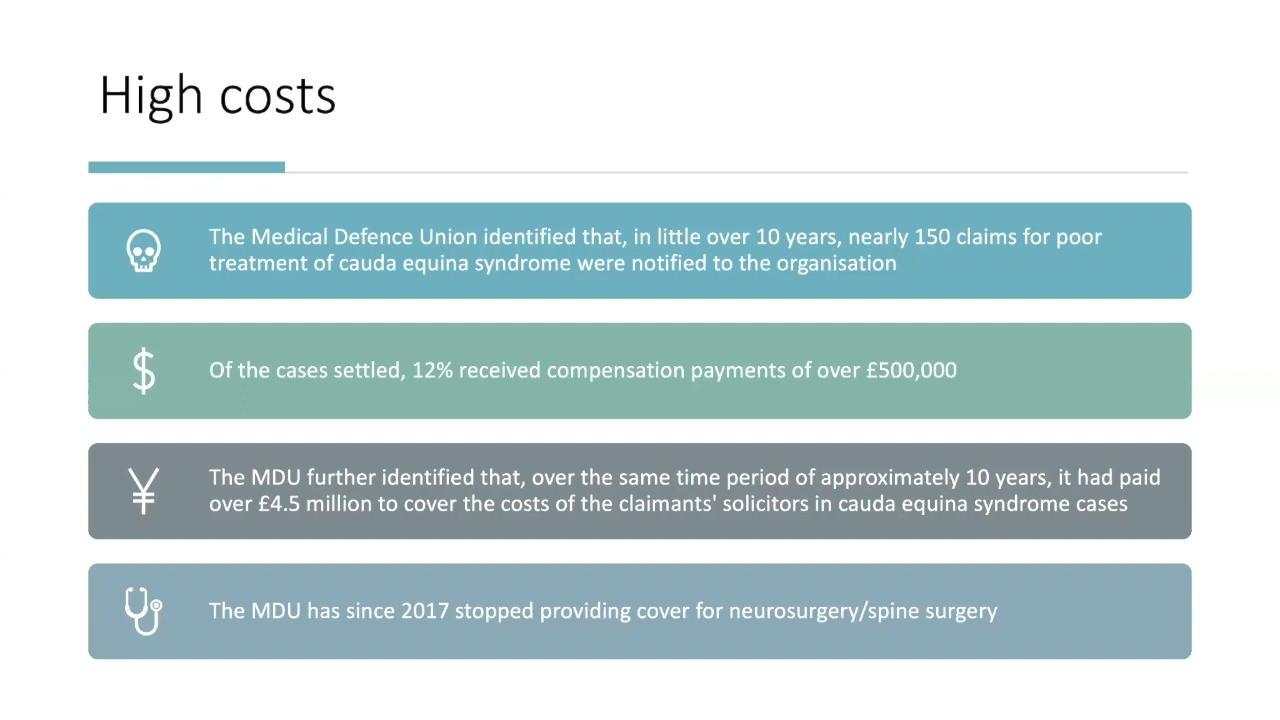 High costs
The Medical Defence Union identified that, in little over 10 years, nearly 150 claims for poor
treatment of cauda equina syndrome were notified to the organisation
$
Of the cases settled, 12% received compensation payments of over £500,000
¥
The MDU further identified that, over the same time period of approximately 10 years, it had paid
over £4.5 million to cover the costs of the claimants' solicitors in cauda equina syndrome cases
The MDU has since 2017 stopped providing cover for neurosurgery/spine surgery